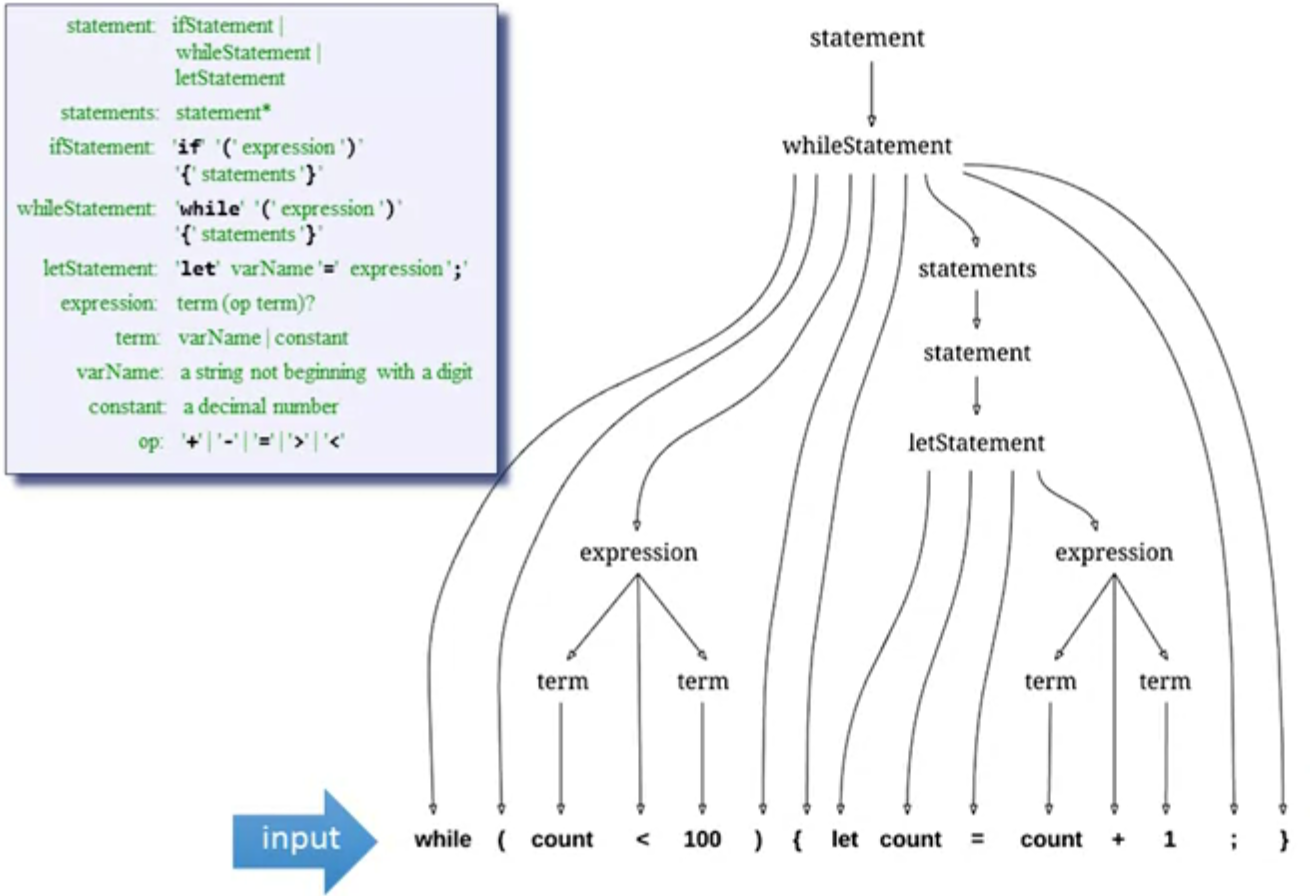 statement: ifStatement |
whileStatement |
letStatement
statements: statement*
ifStatement: 'if' '(' expression ')'
'{' statements '}'
whileStatement: 'while' '(' expression ')'
'{' statements '}'
letStatement: 'let' varName '=' expression ';'
expression: term (op term)?
term: varName | constant
varName: a string not beginning with a digit
constant: a decimal number
op: '+' | '-' | '=' | '>' | '<'
statement
whileStatement
statements
statement
letStatement
expression expression
term term term term
input while ( count < 100 ) { let count = count + 1 ; }